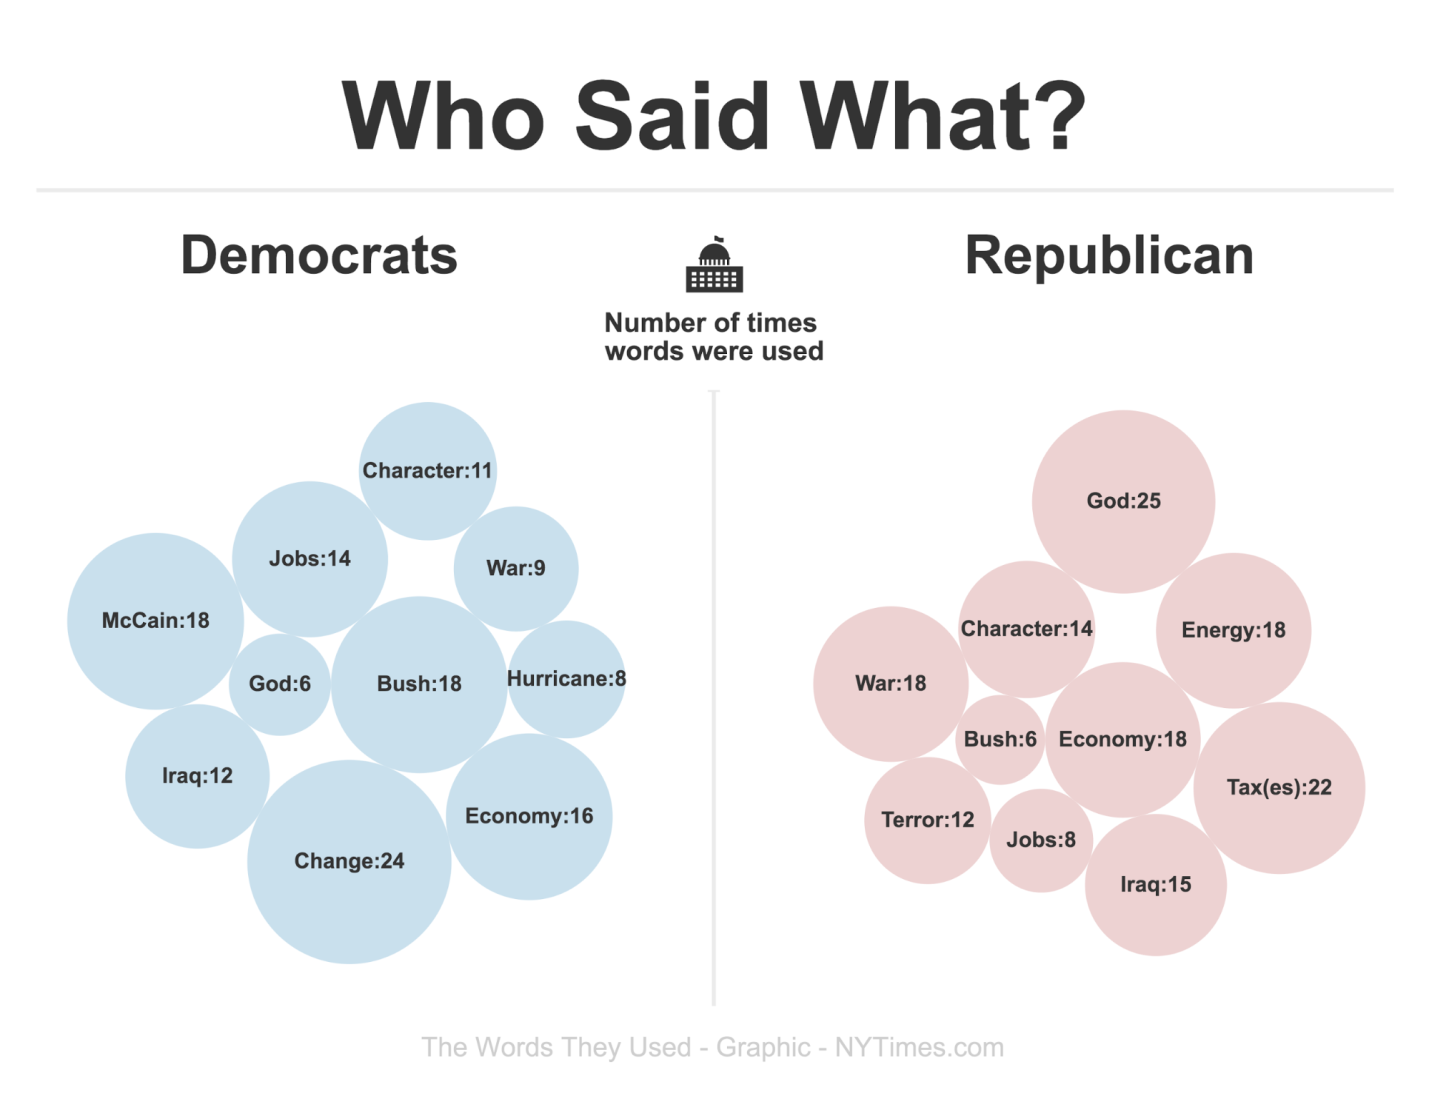 Who Said What?
Democrats
Number of times
words were used
Republican
Character:11
Jobs:14
War:9
McCain:18
God:6
Bush:18
Hurricane:8
Iraq:12
Economy:16
Change:24
God:25
Character:14
Energy:18
War:18
Bush:6
Economy:18
Tax(es):22
Terror:12
Jobs:8
Iraq:15
The Words They Used - Graphic - NYTimes.com